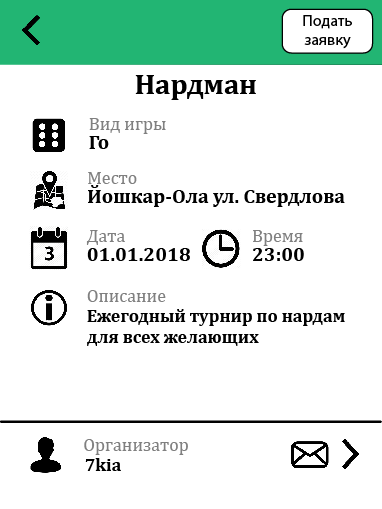 Подать
заявку
Нардман
Вид игры
Го
Место
Йошкар-Ола ул. Свердлова
Дата
01.01.2018
Время
23:00
3
Описание
Ежегодный турнир по нардам
для всех желающих
Организатор
7kia